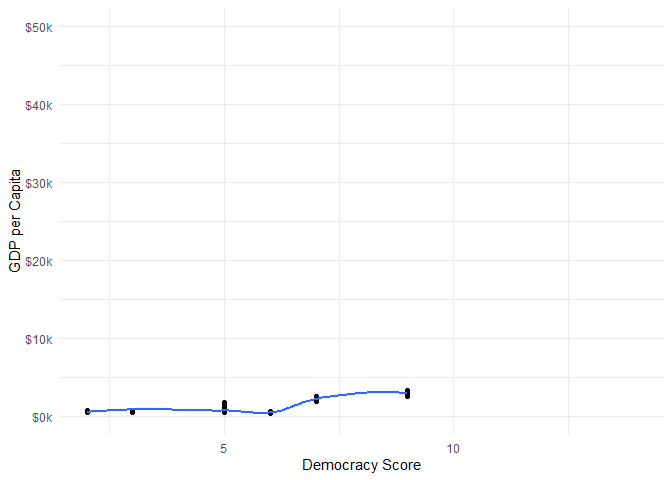 $50k
$40k
$30k
$20k
$10k
$0k
GDP per Capita
5
10
Democracy Score